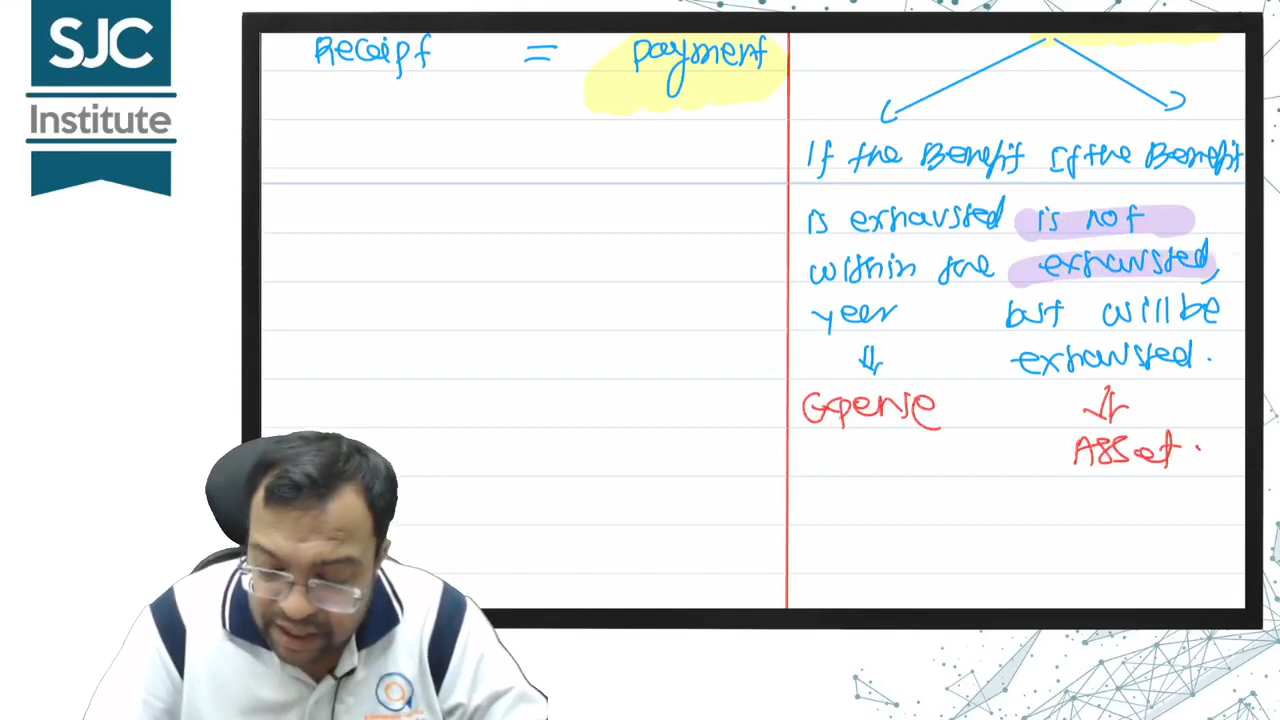 SJC
Institute
Receipt = payment
If the Benefit
is exhausted
within the
year
⇓
Expense
If the Benefit
is not
exhausted,
but will be
exhausted.
⇓
Asset.